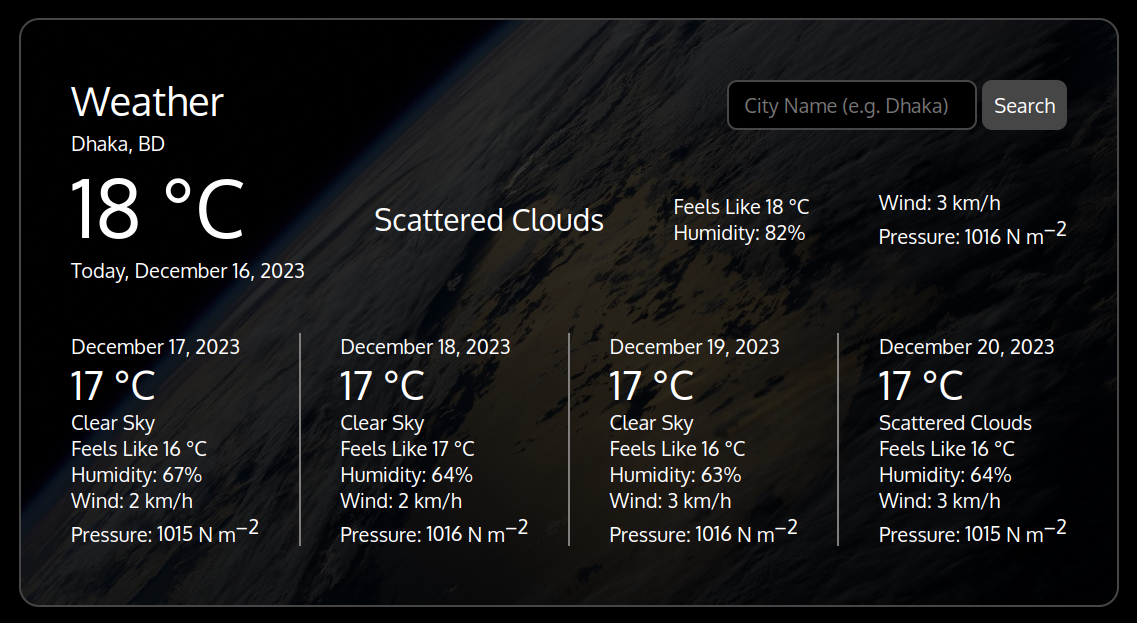 Weather
City Name (e.g. Dhaka)
Search
Dhaka, BD
18 °C
Scattered Clouds
Feels Like 18 °C
Humidity: 82%
Wind: 3 km/h
Pressure: 1016 N m⁻²
Today, December 16, 2023
December 17, 2023
17 °C
Clear Sky
Feels Like 16 °C
Humidity: 67%
Wind: 2 km/h
Pressure: 1015 N m⁻²
December 18, 2023
17 °C
Clear Sky
Feels Like 17 °C
Humidity: 64%
Wind: 2 km/h
Pressure: 1016 N m⁻²
December 19, 2023
17 °C
Clear Sky
Feels Like 16 °C
Humidity: 63%
Wind: 3 km/h
Pressure: 1016 N m⁻²
December 20, 2023
17 °C
Scattered Clouds
Feels Like 16 °C
Humidity: 64%
Wind: 3 km/h
Pressure: 1015 N m⁻²